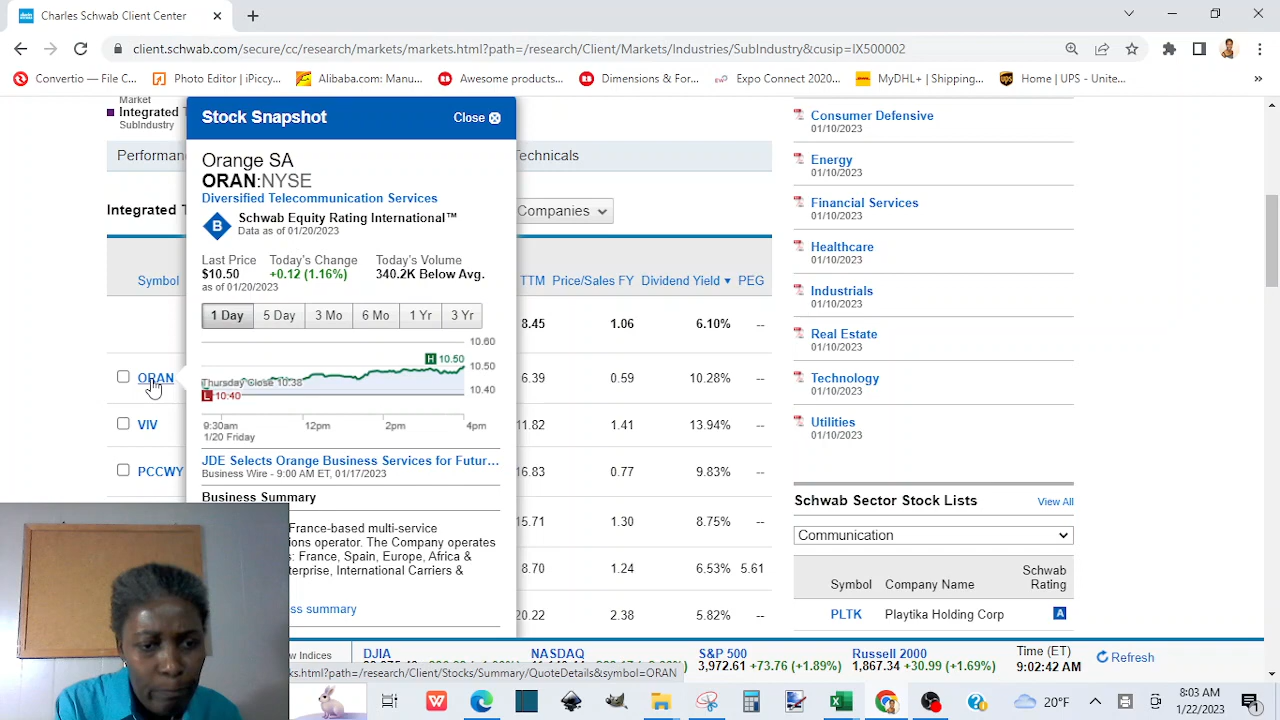 Charles Center
client.schwab.com/secure/cc/research/markets/markets.html?path=/research/Client/Markets/Industries/SubIndustry&cusip=IX500002
Convertio — File C...
Photo Editor | iPiccy...
Alibaba.com: Manu...
Awesome products...
Dimensions & For...
Expo Connect 2020...
MyDHL+ | Shipping...
Home | UPS - Unite...
»
Market
Integrated T
SubIndustry
Performan
Technicals
Integrated T
Companies
Symbol
TTM
Price/Sales FY
Dividend Yield ▼
PEG
8.45 1.06 6.10% --
ORAN 6.39 0.59 10.28% --
VIV 11.82 1.41 13.94% --
PCCWY 16.83 0.77 9.83% --
15.71 1.30 8.75% --
8.70 1.24 6.53% 5.61
20.22 2.38 5.82% --
Stock Snapshot
Close
Orange SA
ORAN:NYSE
Diversified Telecommunication Services
B
Schwab Equity Rating International™
Data as of 01/20/2023
Last Price Today's Change Today's Volume
$10.50 +0.12 (1.16%) 340.2K Below Avg.
as of 01/20/2023
1 Day 5 Day 3 Mo 6 Mo 1 Yr 3 Yr
10.60
H 10.50
10.50
Thursday Close 10.38
10.40
L 10:40
9:30am 12pm 2pm 4pm
1/20 Friday
JDE Selects Orange Business Services for Futur...
Business Wire - 9:00 AM ET, 01/17/2023
Business Summary
France-based multi-service
ons operator. The Company operates
: France, Spain, Europe, Africa &
terprise, International Carriers &
ss summary
Consumer Defensive
01/10/2023
Energy
01/10/2023
Financial Services
01/10/2023
Healthcare
01/10/2023
Industrials
01/10/2023
Real Estate
01/10/2023
Technology
01/10/2023
Utilities
01/10/2023
Schwab Sector Stock Lists
View All
Communication
Symbol Company Name Schwab Rating
PLTK Playtika Holding Corp A
w Indices
DJIA
NASDAQ
S&P 500
3,972.61 +73.76 (+1.89%)
Russell 2000
1,867.34 +30.99 (+1.69%)
Time (ET)
9:02:42 AM
Refresh
ks.html?path=/research/Client/Stocks/Summary/QuoteDetails&symbol=ORAN
20°F
8:03 AM
1/22/2023